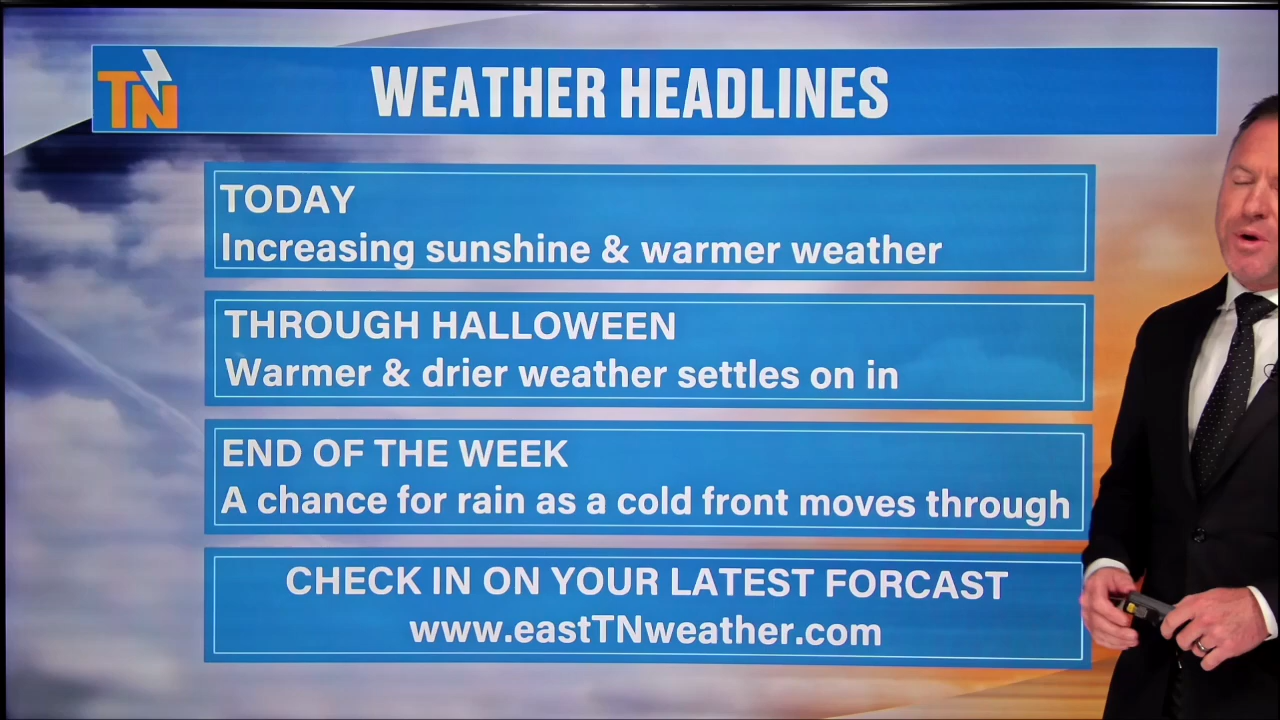 TN
WEATHER HEADLINES
TODAY
Increasing sunshine & warmer weather
THROUGH HALLOWEEN
Warmer & drier weather settles on in
END OF THE WEEK
A chance for rain as a cold front moves through
CHECK IN ON YOUR LATEST FORCAST
www.eastTNweather.com